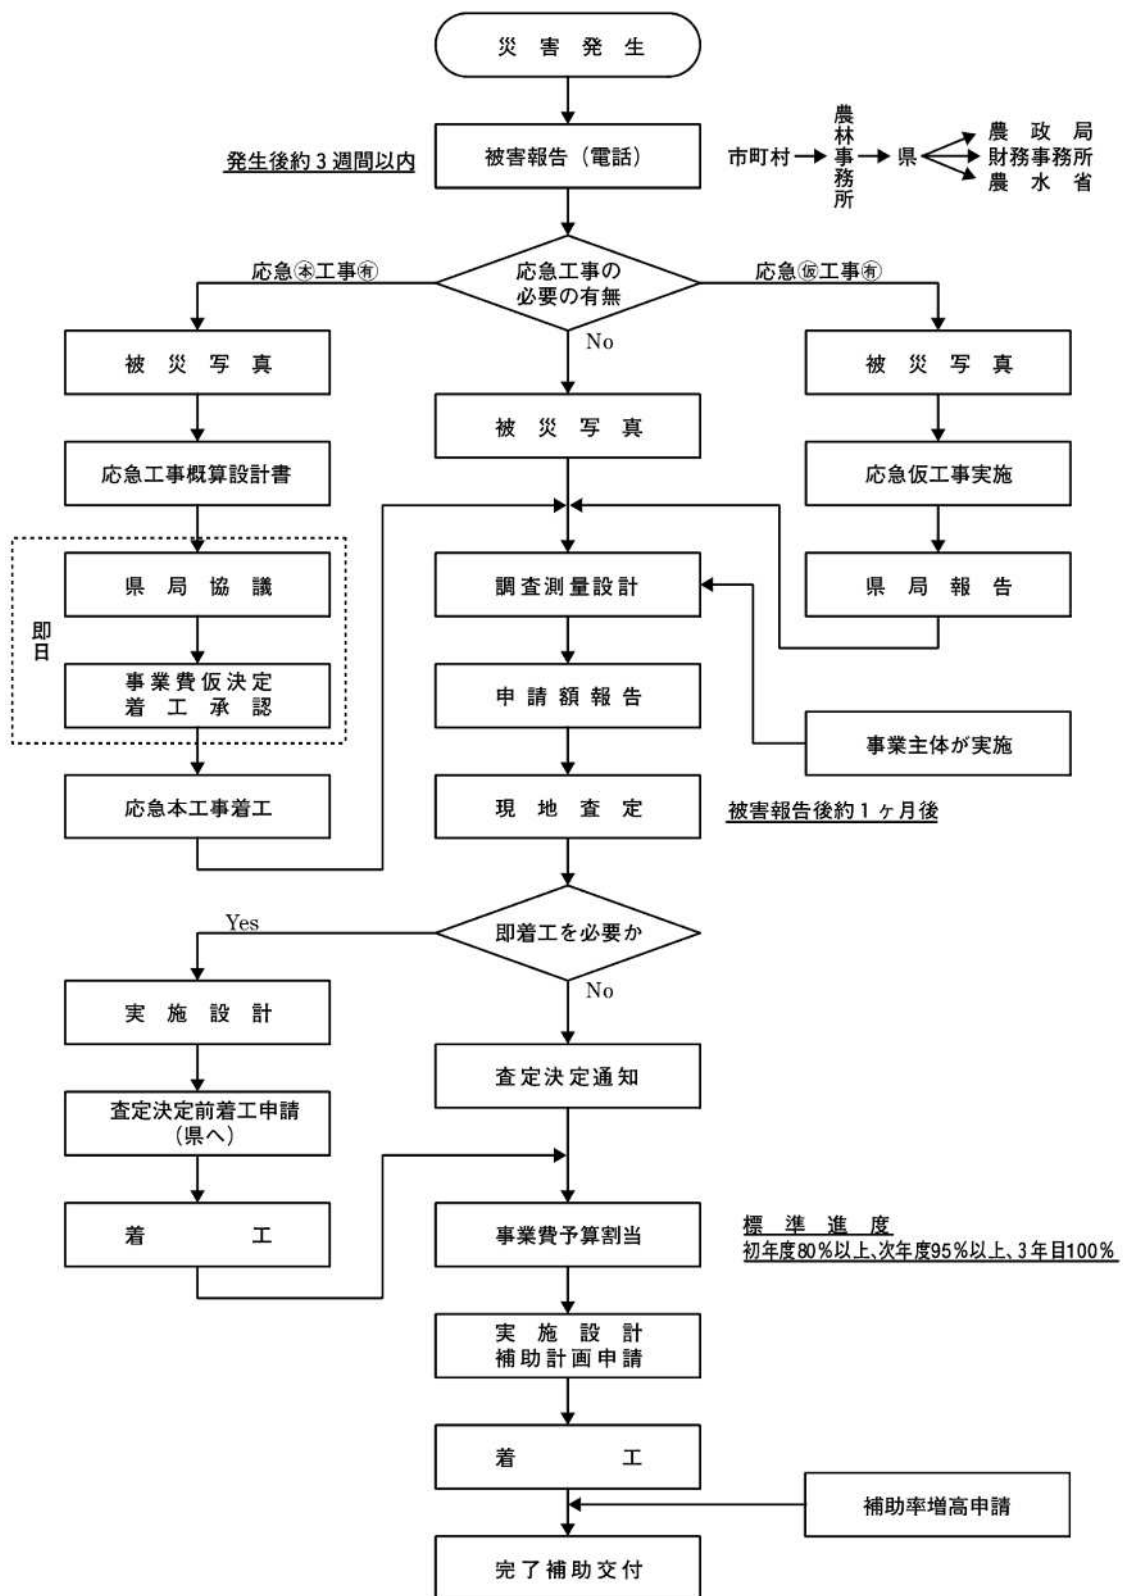 災害発生
発生後約3週間以内
被害報告（電話）
市町村
農林事務所
県
農政局
財務事務所
農水省
応急㊍工事㊒
応急工事の
必要の有無
応急仮工事㊒
No
被災写真
被災写真
被災写真
応急工事概算設計書
応急仮工事実施
即日
県局協議
調査測量設計
県局報告
事業費仮決定
着工承認
申請額報告
事業主体が実施
応急本工事着工
現地査定
被害報告後約1ヶ月後
Yes
即着工を必要か
No
実施設計
査定決定通知
査定決定前着工申請
（県へ）
着工
事業費予算割当
標準進度
初年度80％以上、次年度95％以上、3年目100％
実施設計
補助計画申請
着工
補助率増高申請
完了補助交付